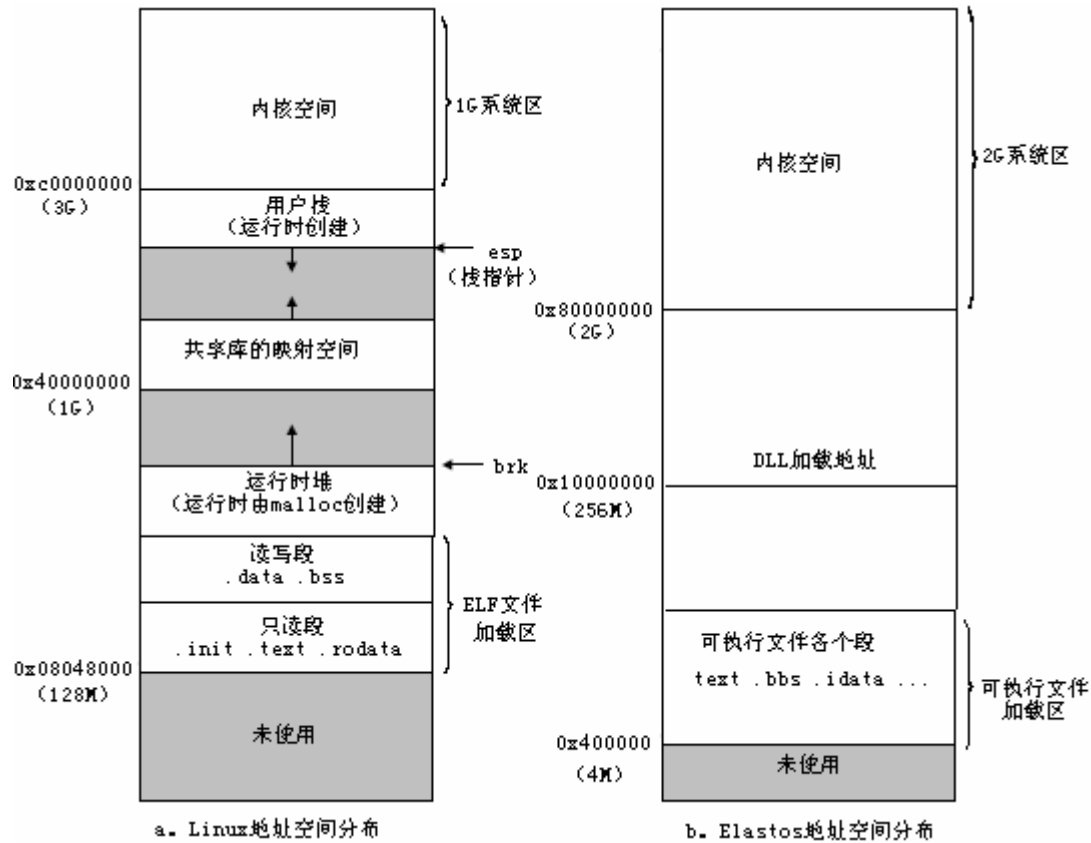 内核空间
1G系统区
0xc0000000
(3G)
用户栈
(运行时创建)
esp
(栈指针)
共享库的映射空间
0x40000000
(1G)
brk
运行时堆
(运行时由malloc创建)
读写段
.data .bss
ELF文件
加载区
只读段
.init .text .rodata
0x08048000
(128M)
未使用
a. Linux地址空间分布
内核空间
2G系统区
0x80000000
(2G)
DLL加载地址
0x10000000
(256M)
可执行文件各个段
text .bbs .idata ...
可执行文件
加载区
0x400000
(4M)
未使用
b. Elastos地址空间分布